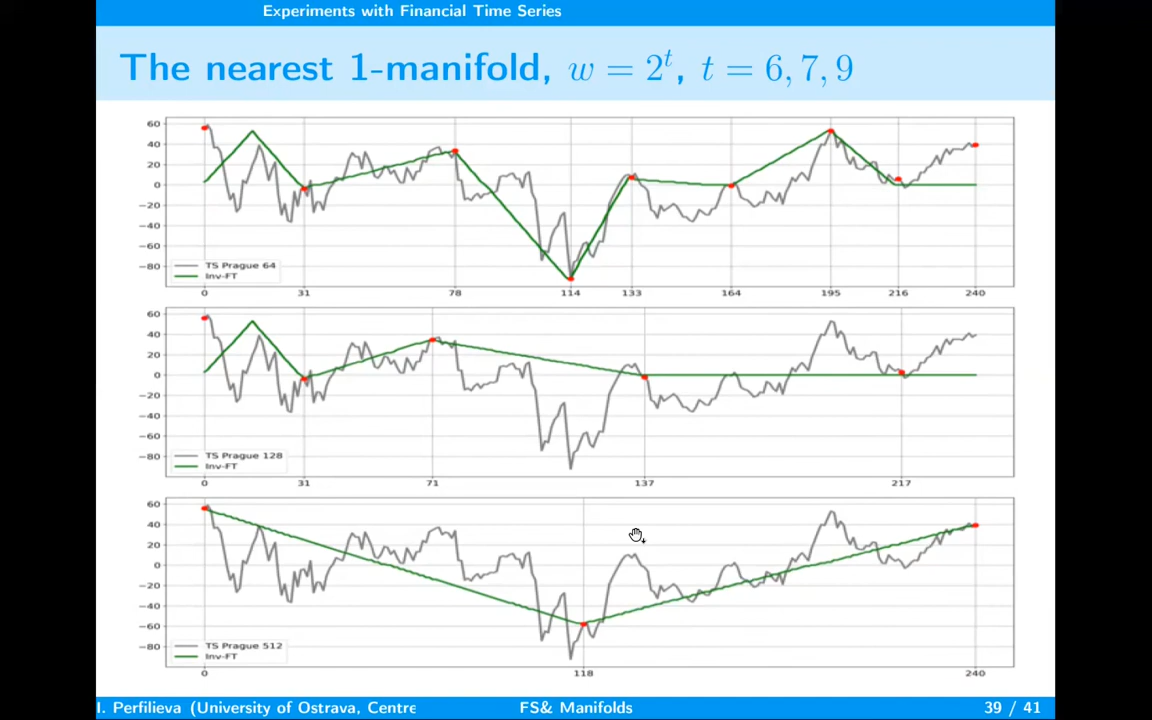 Experiments with Financial Time Series
The nearest 1-manifold, w = 2^t, t = 6, 7, 9
60
40
20
0
−20
−40
−60
−80
TS Prague 64
Inv-FT
0 31 78 114 133 164 195 216 240
60
40
20
0
−20
−40
−60
−80
TS Prague 128
Inv-FT
0 31 71 137 217
60
40
20
0
−20
−40
−60
−80
TS Prague 512
Inv-FT
0 118 240
I. Perfilieva (University of Ostrava, Centre FS& Manifolds 39 / 41